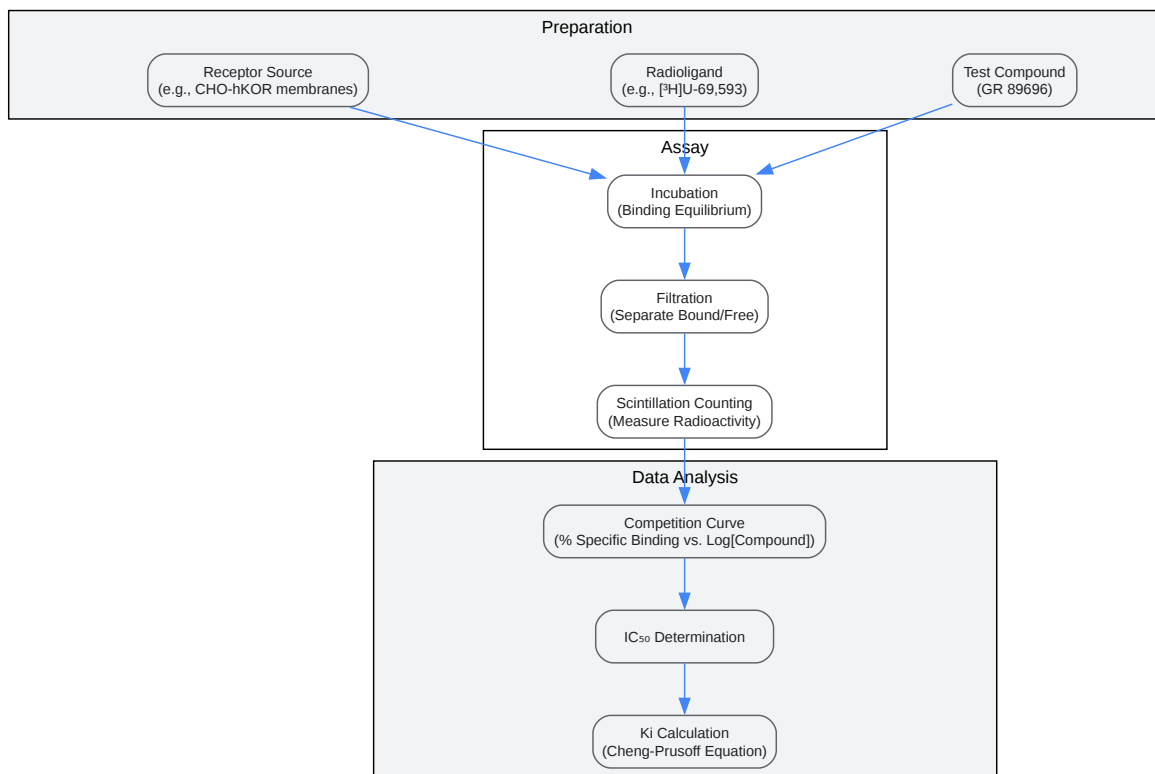 Preparation
Receptor Source
(e.g., CHO-hKOR membranes)
Radioligand
(e.g., [³H]U-69,593)
Test Compound
(GR 89696)
Assay
Incubation
(Binding Equilibrium)
Filtration
(Separate Bound/Free)
Scintillation Counting
(Measure Radioactivity)
Data Analysis
Competition Curve
(% Specific Binding vs. Log[Compound])
IC₅₀ Determination
Ki Calculation
(Cheng-Prusoff Equation)